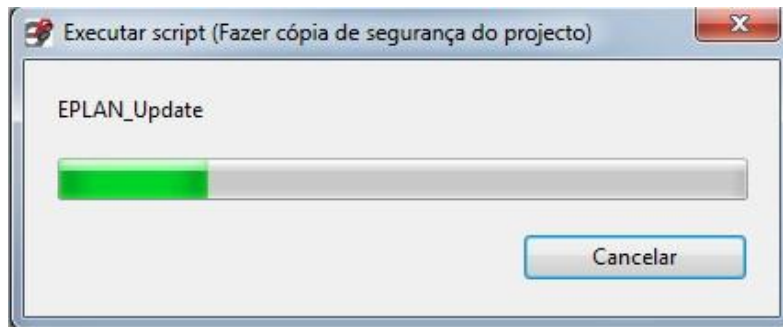 Executar script (Fazer cópia de segurança do projecto)
EPLAN_Update
Cancelar